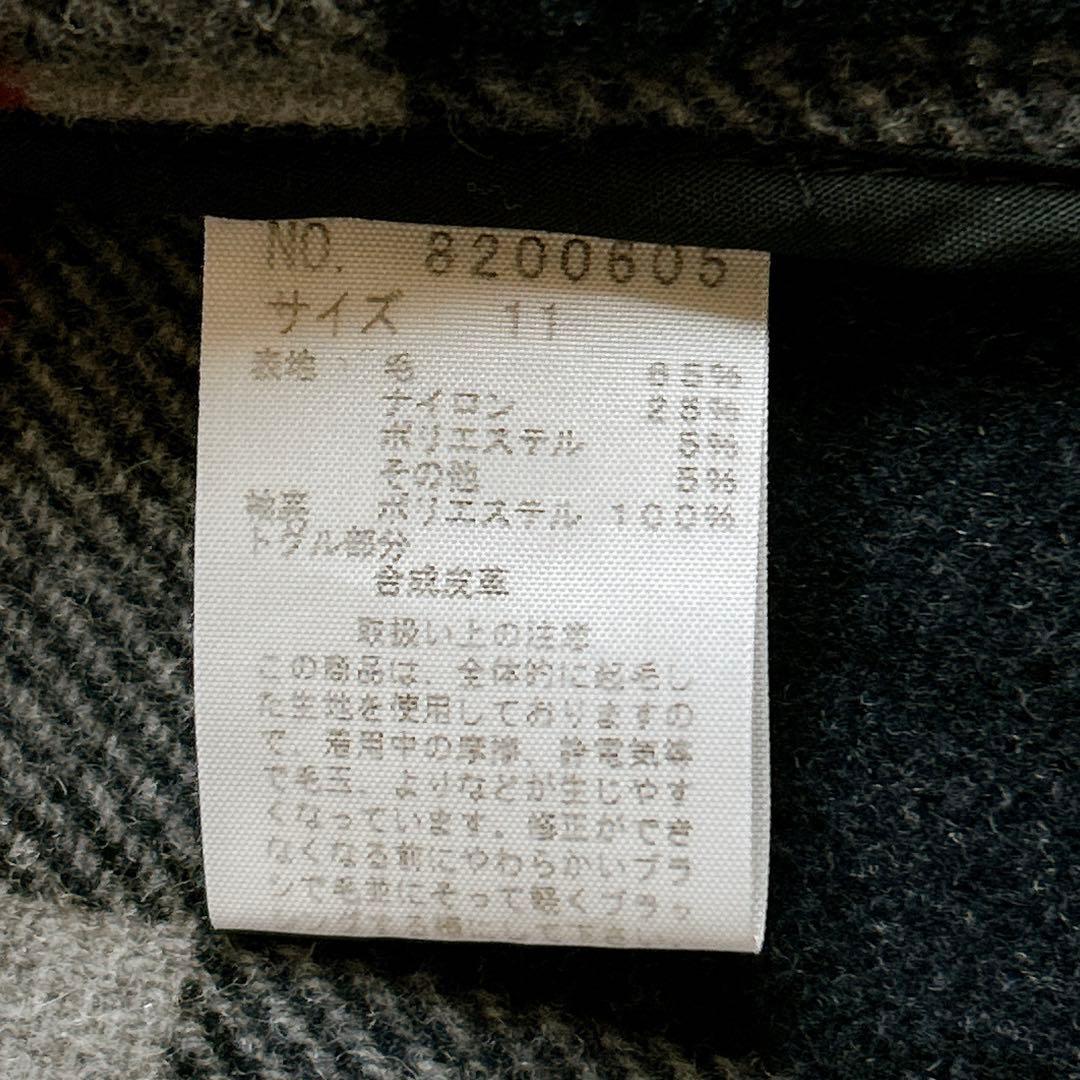 NO. 8200605
サイズ 11
表地 毛 65%
ナイロン 25%
ポリエステル 5%
その他 5%
ポリエステル 100%
トグル部分
合成皮革
取扱い上の注意
この商品は、全体的に起毛し
た生地を使用しておりますの
で、着用中の摩擦、静電気等
で毛玉、よりなどが生じやす
くなっています。修正ができ
なくなる前にやわらかいブラ
シで毛並にそって軽くブラッ